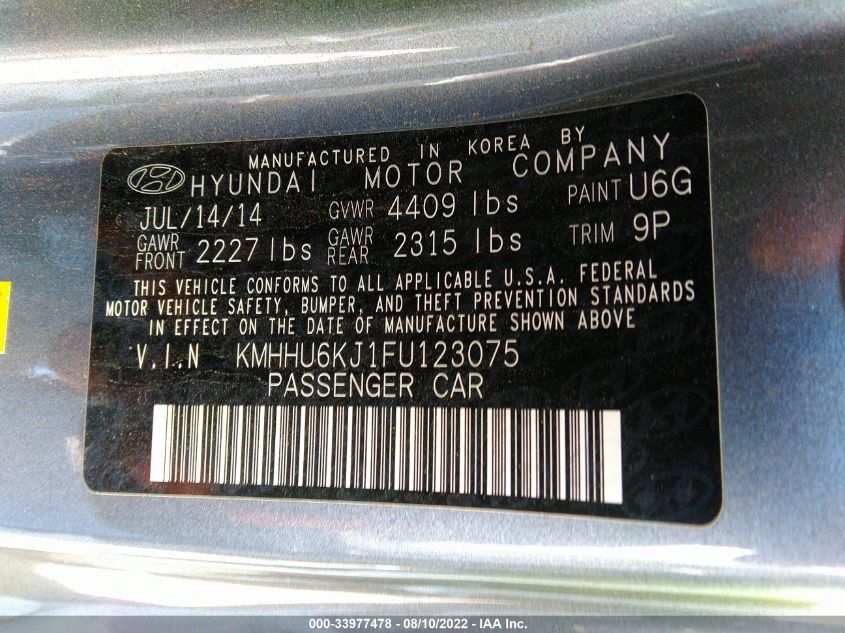 MANUFACTURED IN KOREA BY
HYUNDAI MOTOR COMPANY
JUL/14/14 GVWR 4409 lbs PAINT U6G
GAWR FRONT 2227 lbs GAWR REAR 2315 lbs TRIM 9P
THIS VEHICLE CONFORMS TO ALL APPLICABLE U.S.A. FEDERAL
MOTOR VEHICLE SAFETY, BUMPER, AND THEFT PREVENTION STANDARDS
IN EFFECT ON THE DATE OF MANUFACTURE SHOWN ABOVE
V.I.N KMHHU6KJ1FU123075
PASSENGER CAR
000-33977478 - 08/10/2022 - IAA Inc.